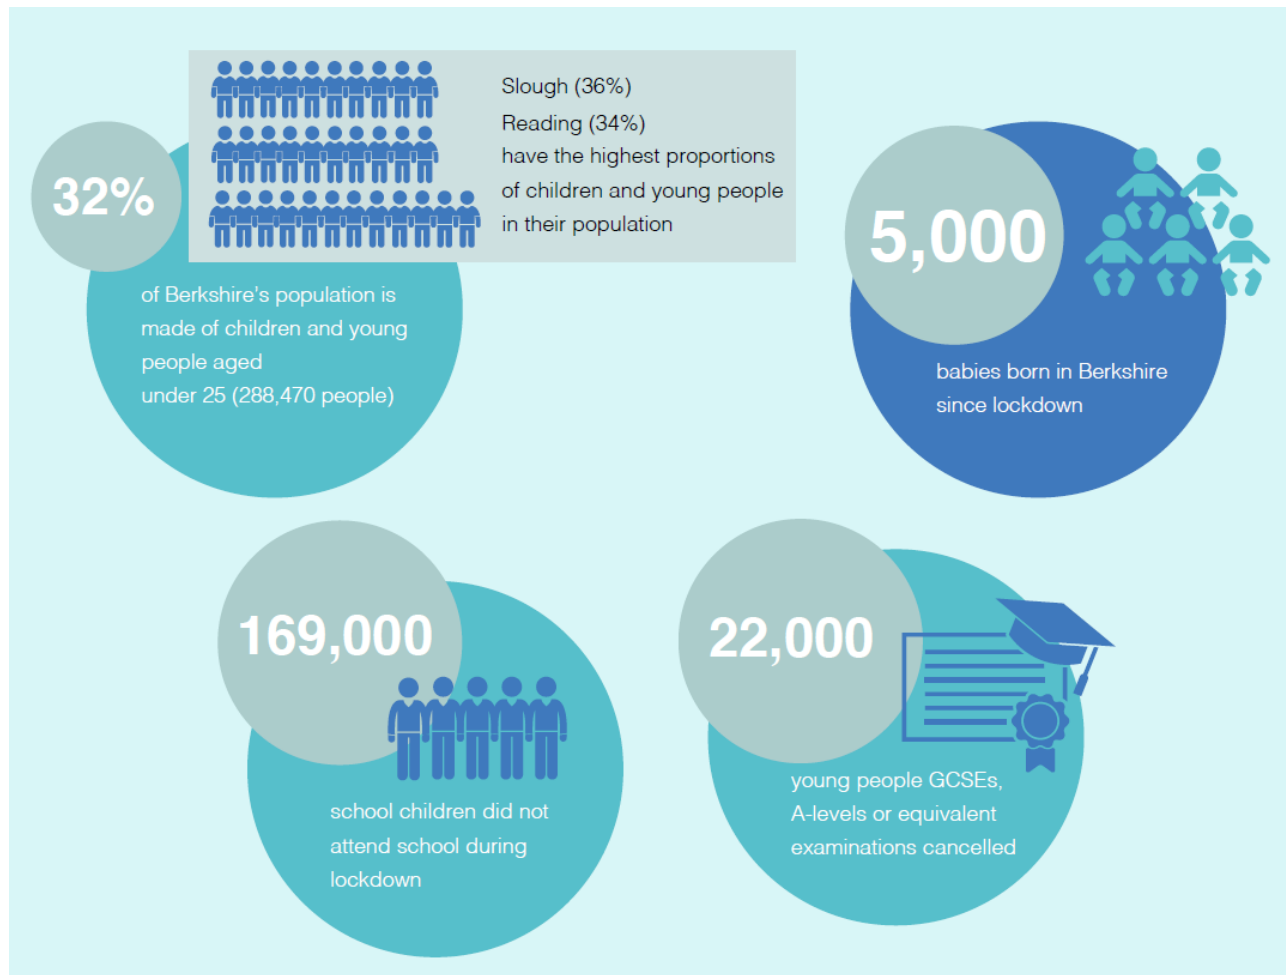 Slough (36%)
Reading (34%)
have the highest proportions
of children and young people
in their population
32%
of Berkshire's population is
made of children and young
people aged
under 25 (288,470 people)
5,000
babies born in Berkshire
since lockdown
169,000
school children did not
attend school during
lockdown
22,000
young people GCSEs,
A-levels or equivalent
examinations cancelled